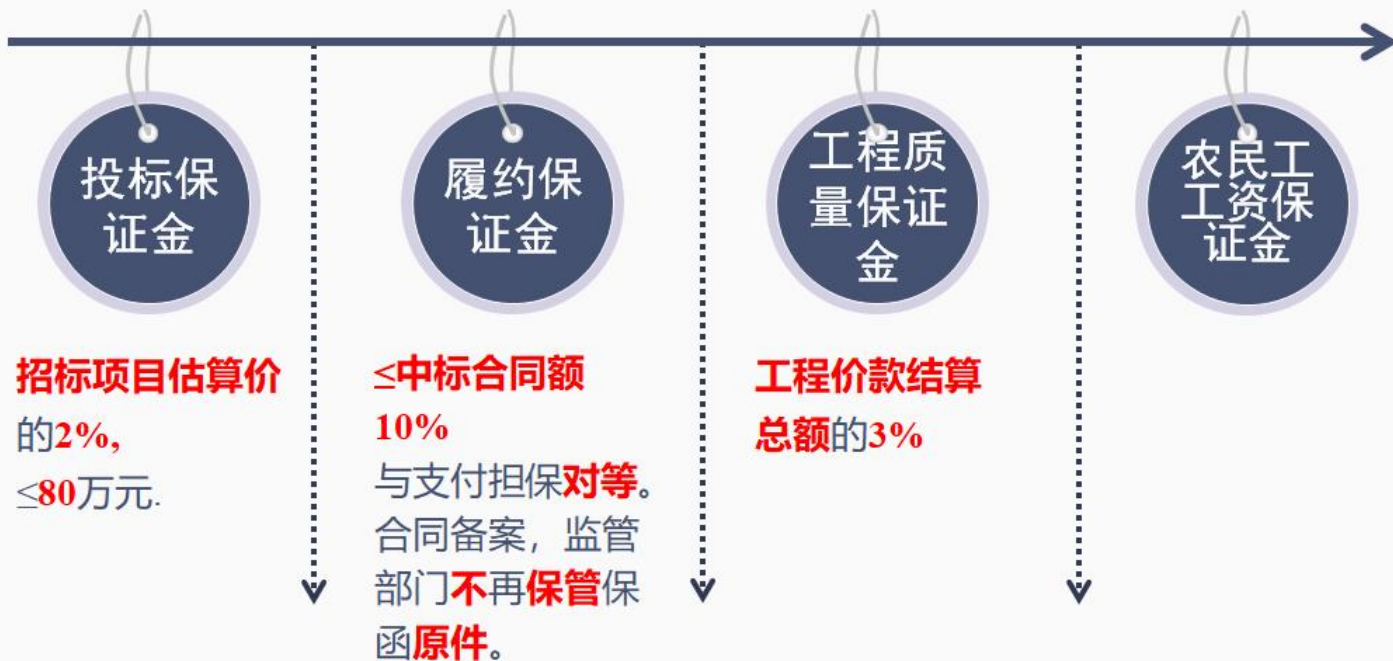 投标保
证金
履约保
证金
工程质
量保证
金
农民工
工资保
证金
招标项目估算价
的2%,
≤80万元.
≤中标合同额
10%
与支付担保对等。
合同备案，监管
部门不再保管保
函原件。
工程价款结算
总额的3%